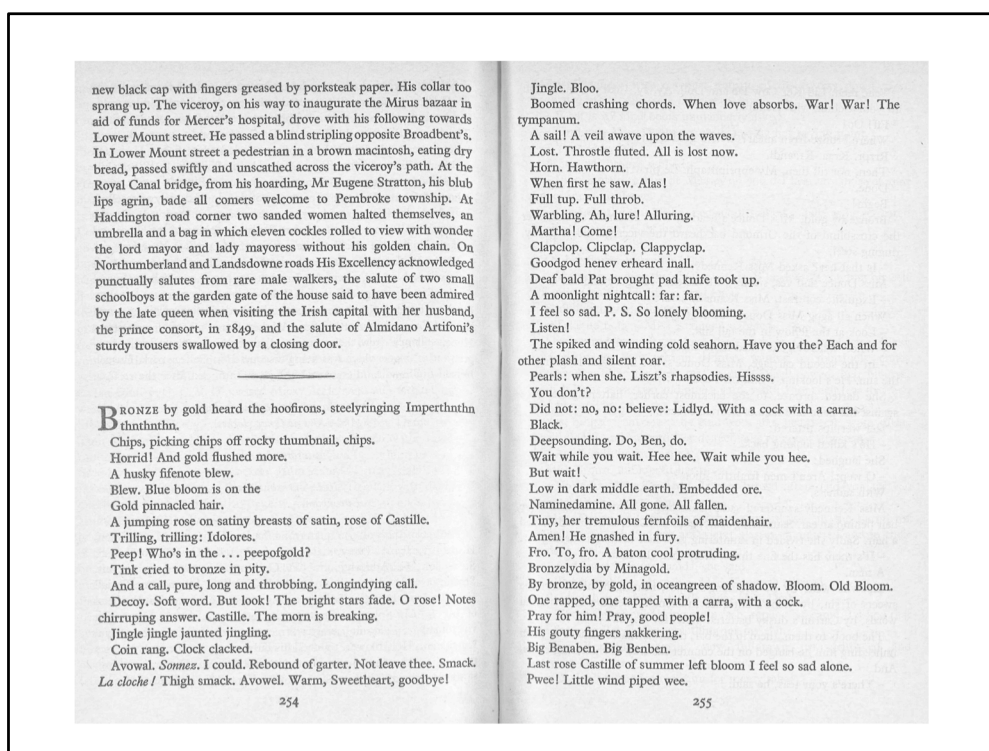 new black cap with fingers greased by porksteak paper. His collar too
sprang up. The viceroy, on his way to inaugurate the Mirus bazaar in
aid of funds for Mercer's hospital, drove with his following towards
Lower Mount street. He passed a blind stripling opposite Broadbent's.
In Lower Mount street a pedestrian in a brown macintosh, eating dry
bread, passed swiftly and unscathed across the viceroy's path. At the
Royal Canal bridge, from his hoarding, Mr Eugene Stratton, his blub
lips agrin, bade all comers welcome to Pembroke township. At
Haddington road corner two sanded women halted themselves, an
umbrella and a bag in which eleven cockles rolled to view with wonder
the lord mayor and lady mayoress without his golden chain. On
Northumberland and Landsdowne roads His Excellency acknowledged
punctually salutes from rare male walkers, the salute of two small
schoolboys at the garden gate of the house said to have been admired
by the late queen when visiting the Irish capital with her husband,
the prince consort, in 1849, and the salute of Almidano Artifoni's
sturdy trousers swallowed by a closing door.
BRONZE by gold heard the hoofirons, steelyringing Imperthnthn
thnthnthn.
Chips, picking chips off rocky thumbnail, chips.
Horrid! And gold flushed more.
A husky fifenote blew.
Blew. Blue bloom is on the
Gold pinnacled hair.
A jumping rose on satiny breasts of satin, rose of Castille.
Trilling, trilling: Idolores.
Peep! Who's in the . . . peepofgold?
Tink cried to bronze in pity.
And a call, pure, long and throbbing. Longindying call.
Decoy. Soft word. But look! The bright stars fade. O rose! Notes
chirruping answer. Castille. The morn is breaking.
Jingle jingle jaunted jingling.
Coin rang. Clock clacked.
Avowal. Sonnez. I could. Rebound of garter. Not leave thee. Smack.
La cloche! Thigh smack. Avowel. Warm, Sweetheart, goodbye!
254
Jingle. Bloo.
Boomed crashing chords. When love absorbs. War! War! The
tympanum.
A sail! A veil awave upon the waves.
Lost. Throstle fluted. All is lost now.
Horn. Hawthorn.
When first he saw. Alas!
Full tup. Full throb.
Warbling. Ah, lure! Alluring.
Martha! Come!
Clapclop. Clipclap. Clappyclap.
Goodgod henev erheard inall.
Deaf bald Pat brought pad knife took up.
A moonlight nightcall: far: far.
I feel so sad. P. S. So lonely blooming.
Listen!
The spiked and winding cold seahorn. Have you the? Each and for
other plash and silent roar.
Pearls: when she. Liszt's rhapsodies. Hissss.
You don't?
Did not: no, no: believe: Lidlyd. With a cock with a carra.
Black.
Deepsounding. Do, Ben, do.
Wait while you wait. Hee hee. Wait while you hee.
But wait!
Low in dark middle earth. Embedded ore.
Naminedamine. All gone. All fallen.
Tiny, her tremulous fernfoils of maidenhair.
Amen! He gnashed in fury.
Fro. To, fro. A baton cool protruding.
Bronzelydia by Minagold.
By bronze, by gold, in oceangreen of shadow. Bloom. Old Bloom.
One rapped, one tapped with a carra, with a cock.
Pray for him! Pray, good people!
His gouty fingers nakkering.
Big Benaben. Big Benben.
Last rose Castille of summer left bloom I feel so sad alone.
Pwee! Little wind piped wee.
255